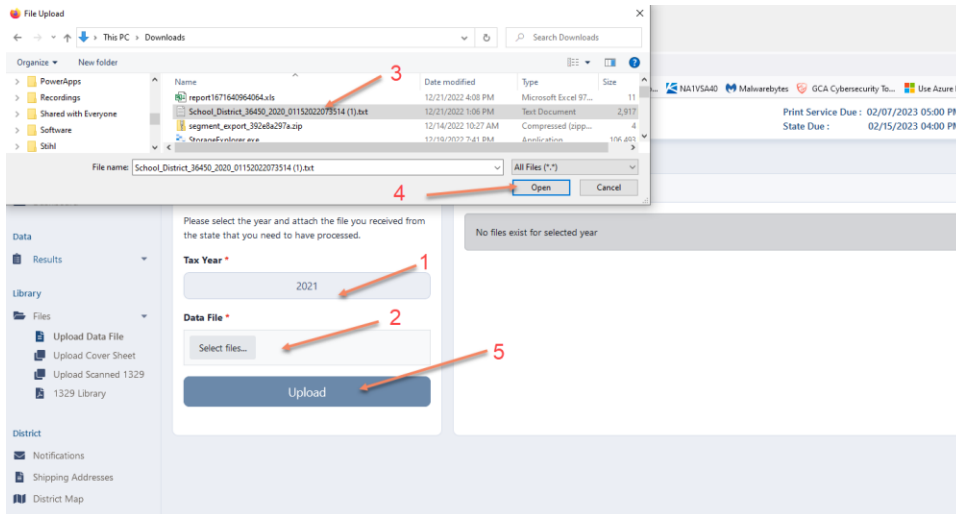 File Upload
This PC > Downloads
Search Downloads
Organize
New folder
PowerApps
Recordings
Shared with Everyone
Software
Stihl
Name Date modified Type Size
report1671640964064.xls 12/21/2022 4:08 PM Microsoft Excel 97... 11
School_District_36450_2020_01152022073514 (1).txt 12/21/2022 1:06 PM Text Document 2,917
segment_export_392e8a297a.zip 12/14/2022 10:27 AM Compressed (zipp... 4
StorageExplorer.exe 12/19/2022 7:41 PM Application 106,493
3
File name: School_District_36450_2020_01152022073514 (1).txt All Files (*.*)
4
Open Cancel
NA1VSA40 Malwarebytes GCA Cybersecurity To... Use Azure
Print Service Due : 02/07/2023 05:00 PM
State Due : 02/15/2023 04:00 PM
Data
Results
Library
Files
Upload Data File
Upload Cover Sheet
Upload Scanned 1329
1329 Library
District
Notifications
Shipping Addresses
District Map
Please select the year and attach the file you received from
the state that you need to have processed.
Tax Year *
1
2021
Data File *
2
Select files...
5
Upload
No files exist for selected year